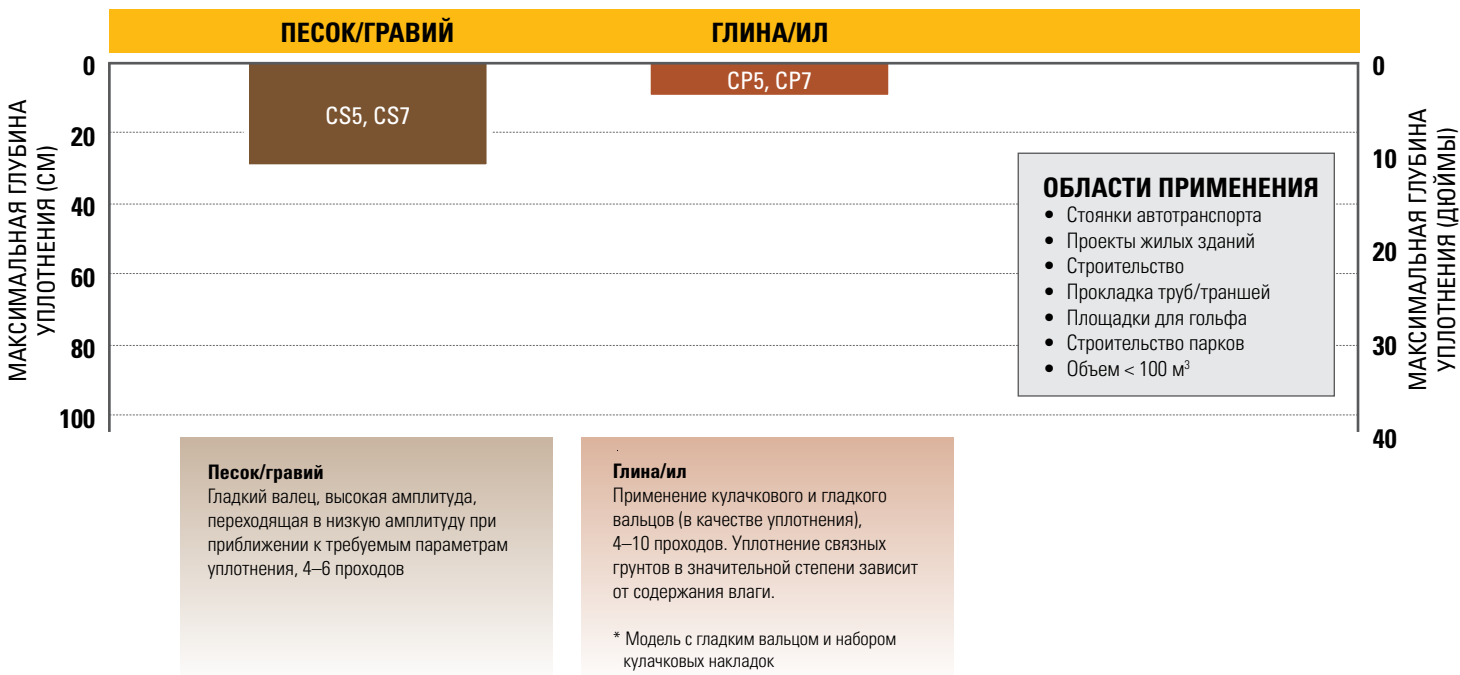 ПЕСОК/ГРАВИЙ
ГЛИНА/ИЛ
МАКСИМАЛЬНАЯ ГЛУБИНА
УПЛОТНЕНИЯ (СМ)
0
20
40
60
80
100
CS5, CS7
CP5, CP7
ОБЛАСТИ ПРИМЕНЕНИЯ
• Стоянки автотранспорта
• Проекты жилых зданий
• Строительство
• Прокладка труб/траншей
• Площадки для гольфа
• Строительство парков
• Объем < 100 м³
0
10
20
30
40
МАКСИМАЛЬНАЯ ГЛУБИНА
УПЛОТНЕНИЯ (ДЮЙМЫ)
Песок/гравий
Гладкий валец, высокая амплитуда,
переходящая в низкую амплитуду при
приближении к требуемым параметрам
уплотнения, 4–6 проходов
Глина/ил
Применение кулачкового и гладкого
вальцов (в качестве уплотнения),
4–10 проходов. Уплотнение связных
грунтов в значительной степени зависит
от содержания влаги.
* Модель с гладким вальцом и набором
кулачковых накладок